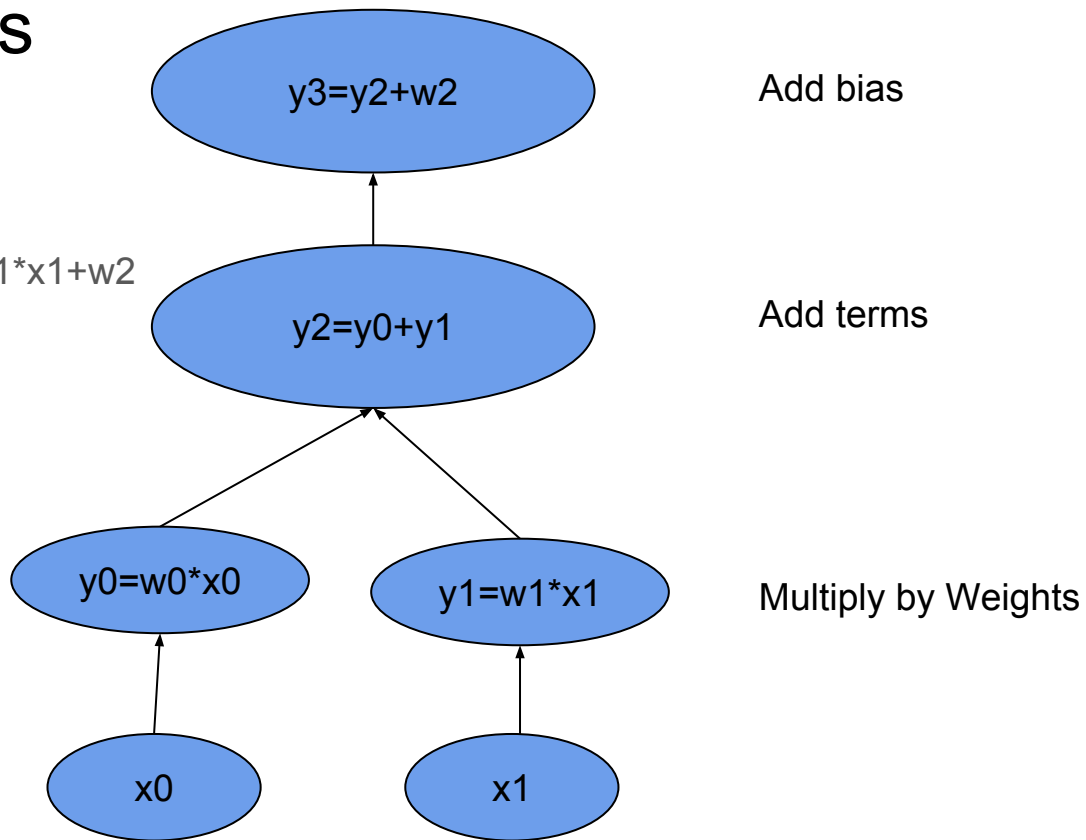 s
y3=y2+w2
Add bias
1*x1+w2
y2=y0+y1
Add terms
y0=w0*x0
y1=w1*x1
Multiply by Weights
x0
x1